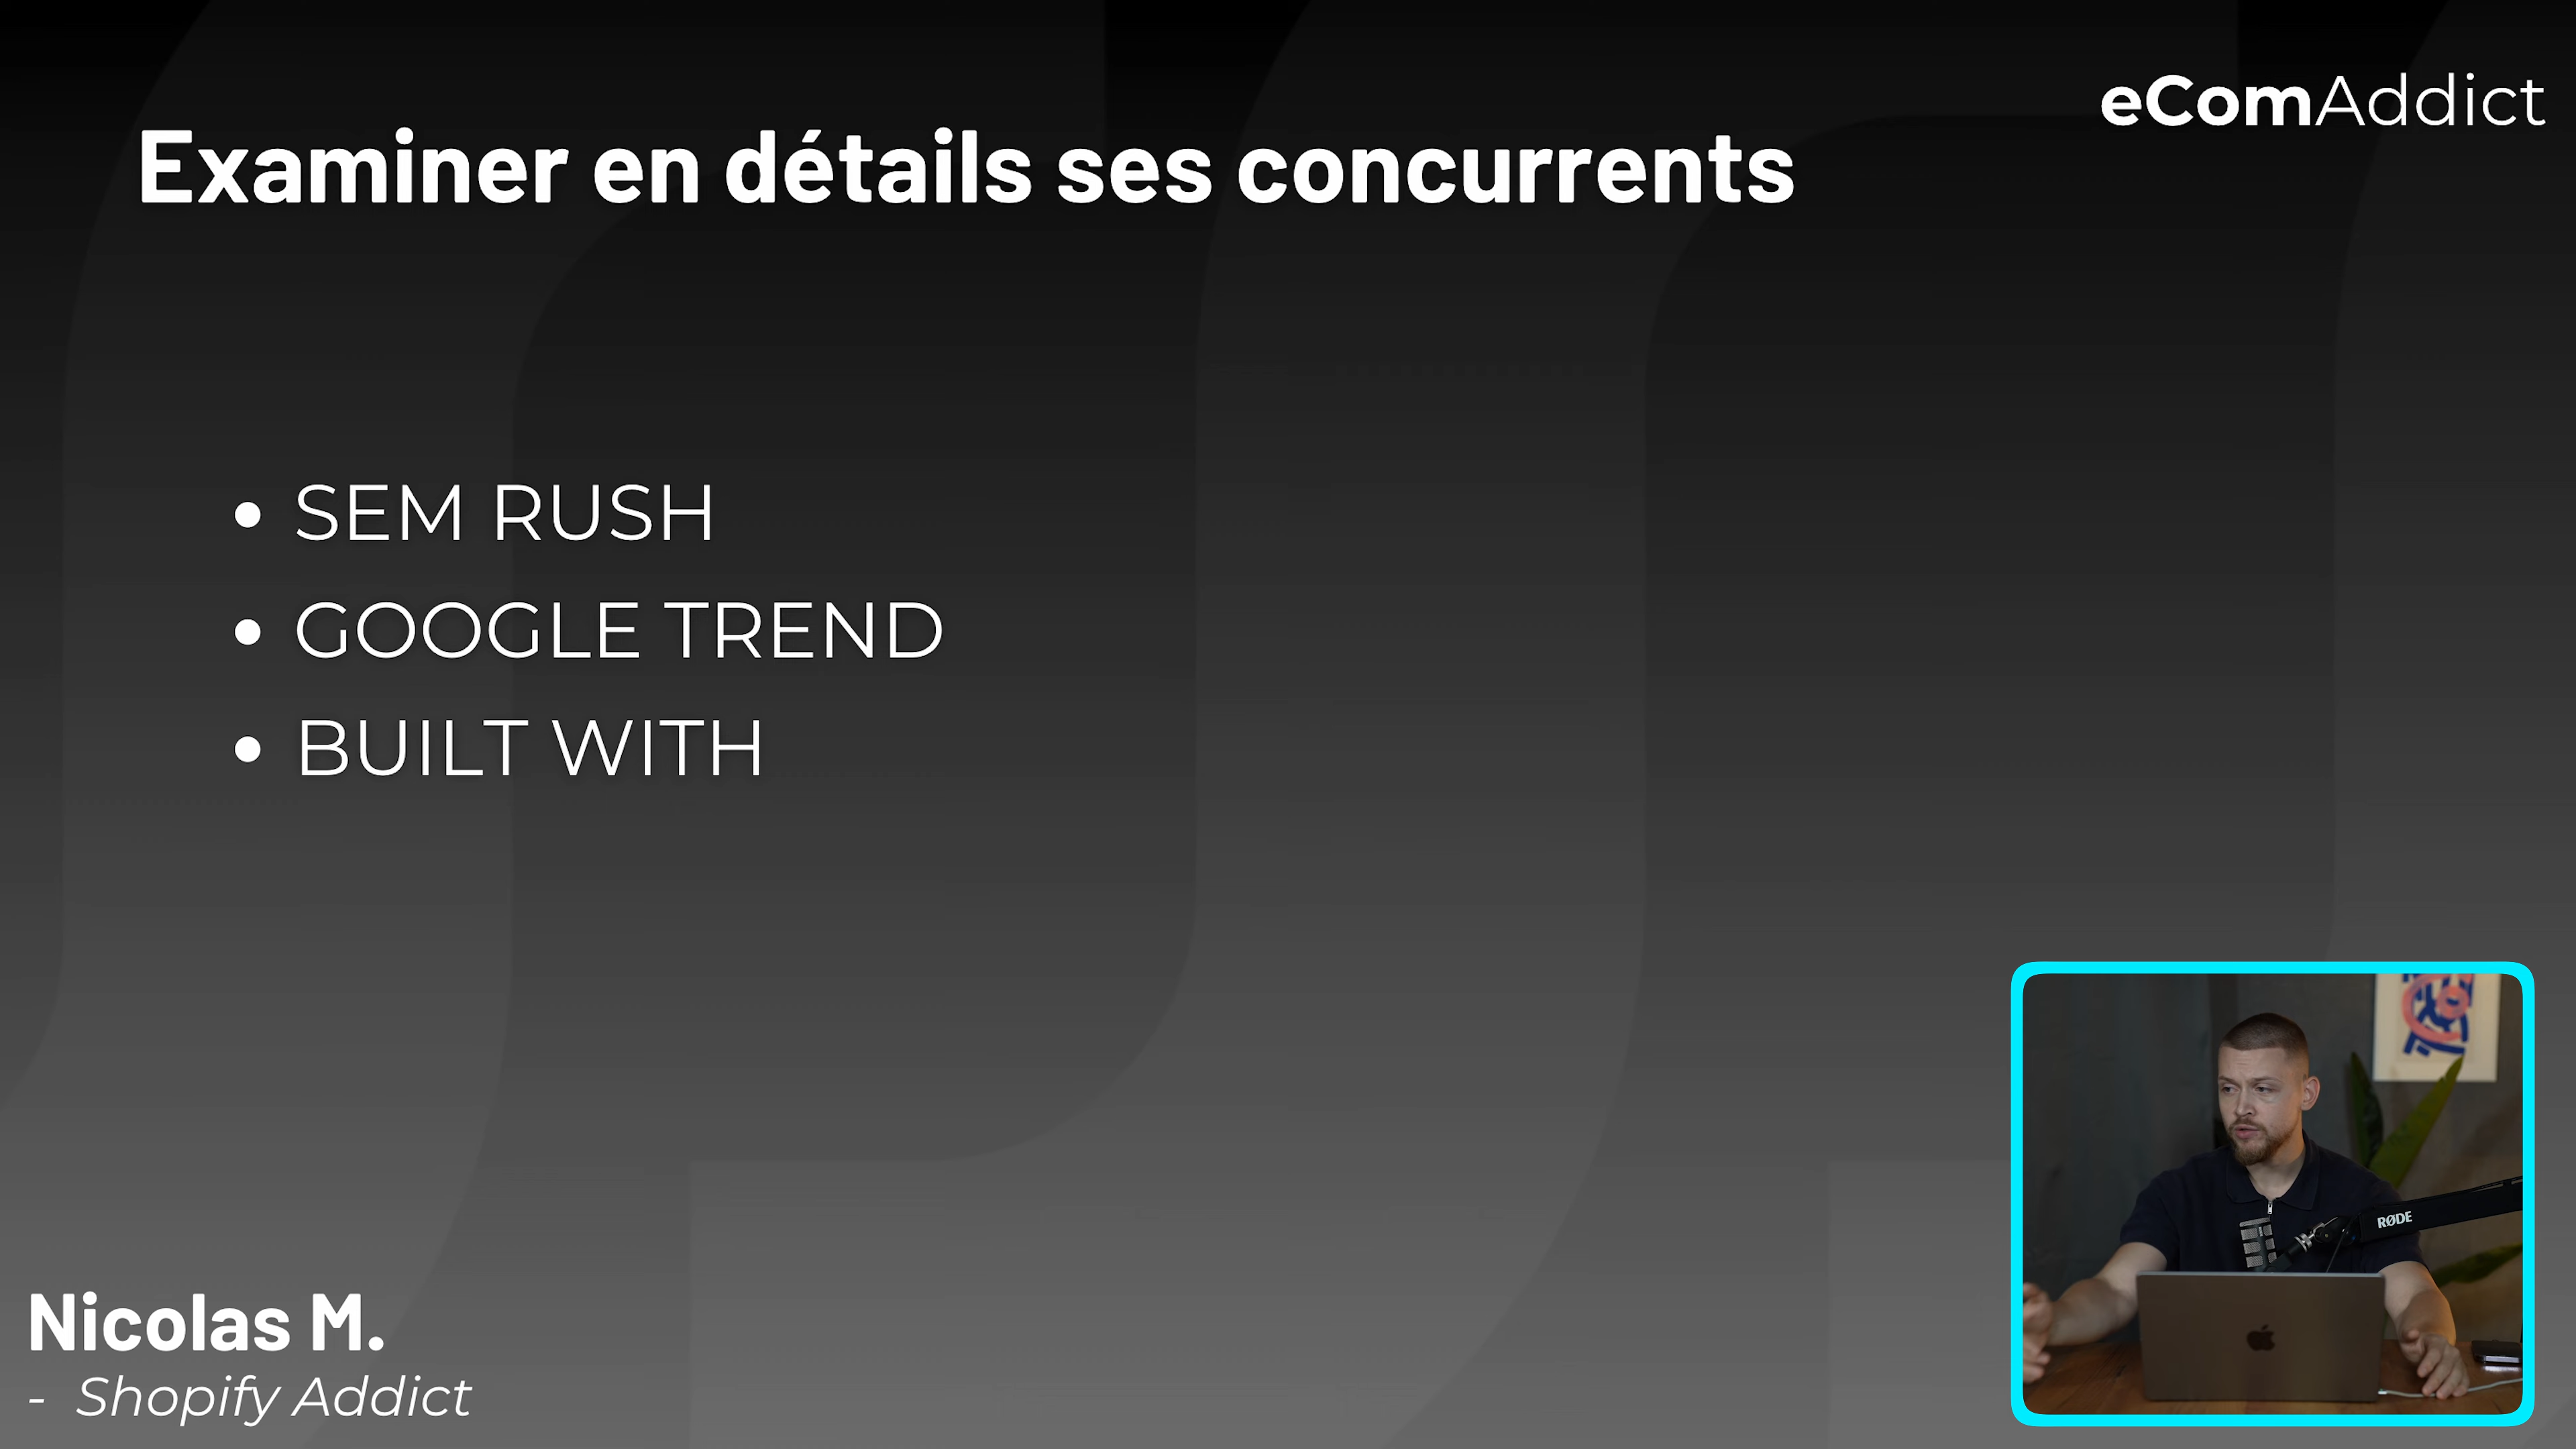 eComAddict
Examiner en détails ses concurrents
• SEM RUSH
• GOOGLE TREND
• BUILT WITH
RØDE
Nicolas M.
- Shopify Addict